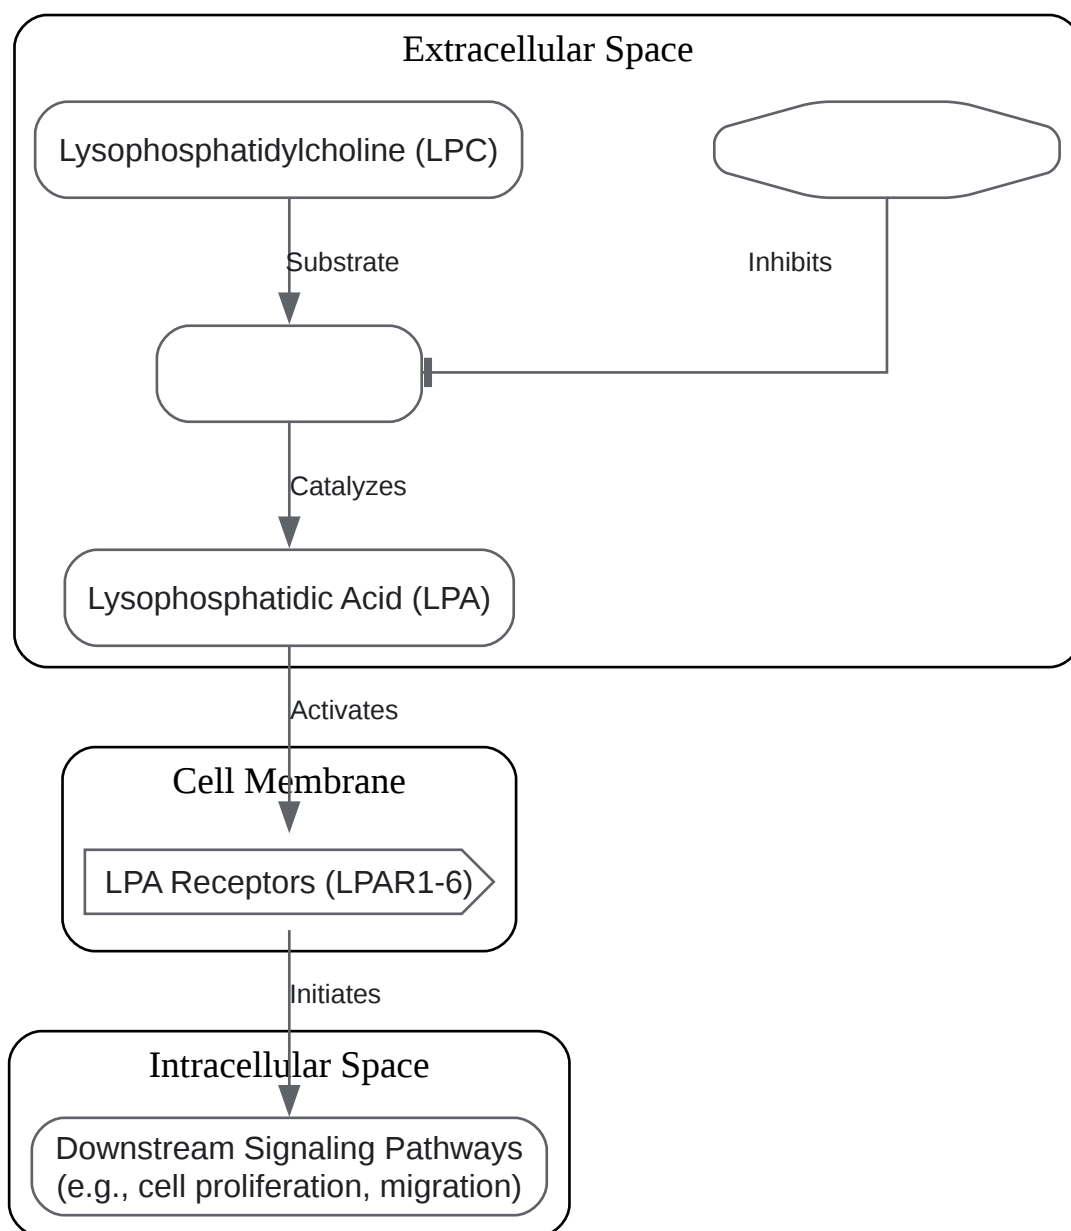 Extracellular Space
Lysophosphatidylcholine (LPC)
Substrate
Inhibits
Catalyzes
Lysophosphatidic Acid (LPA)
Activates
Cell Membrane
LPA Receptors (LPAR1-6)
Initiates
Intracellular Space
Downstream Signaling Pathways
(e.g., cell proliferation, migration)